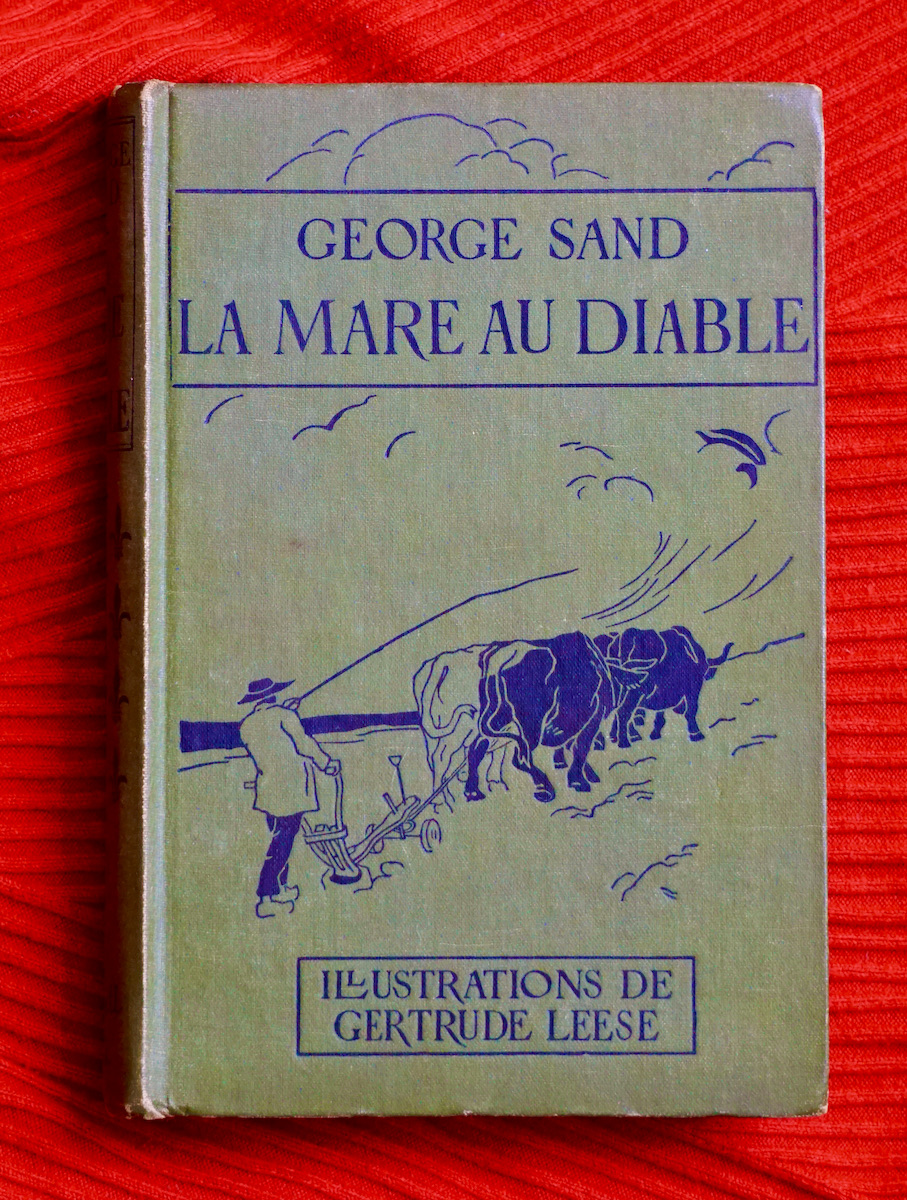 GEORGE SAND
LA MARE AU DIABLE
ILLUSTRATIONS DE
GERTRUDE LEESE